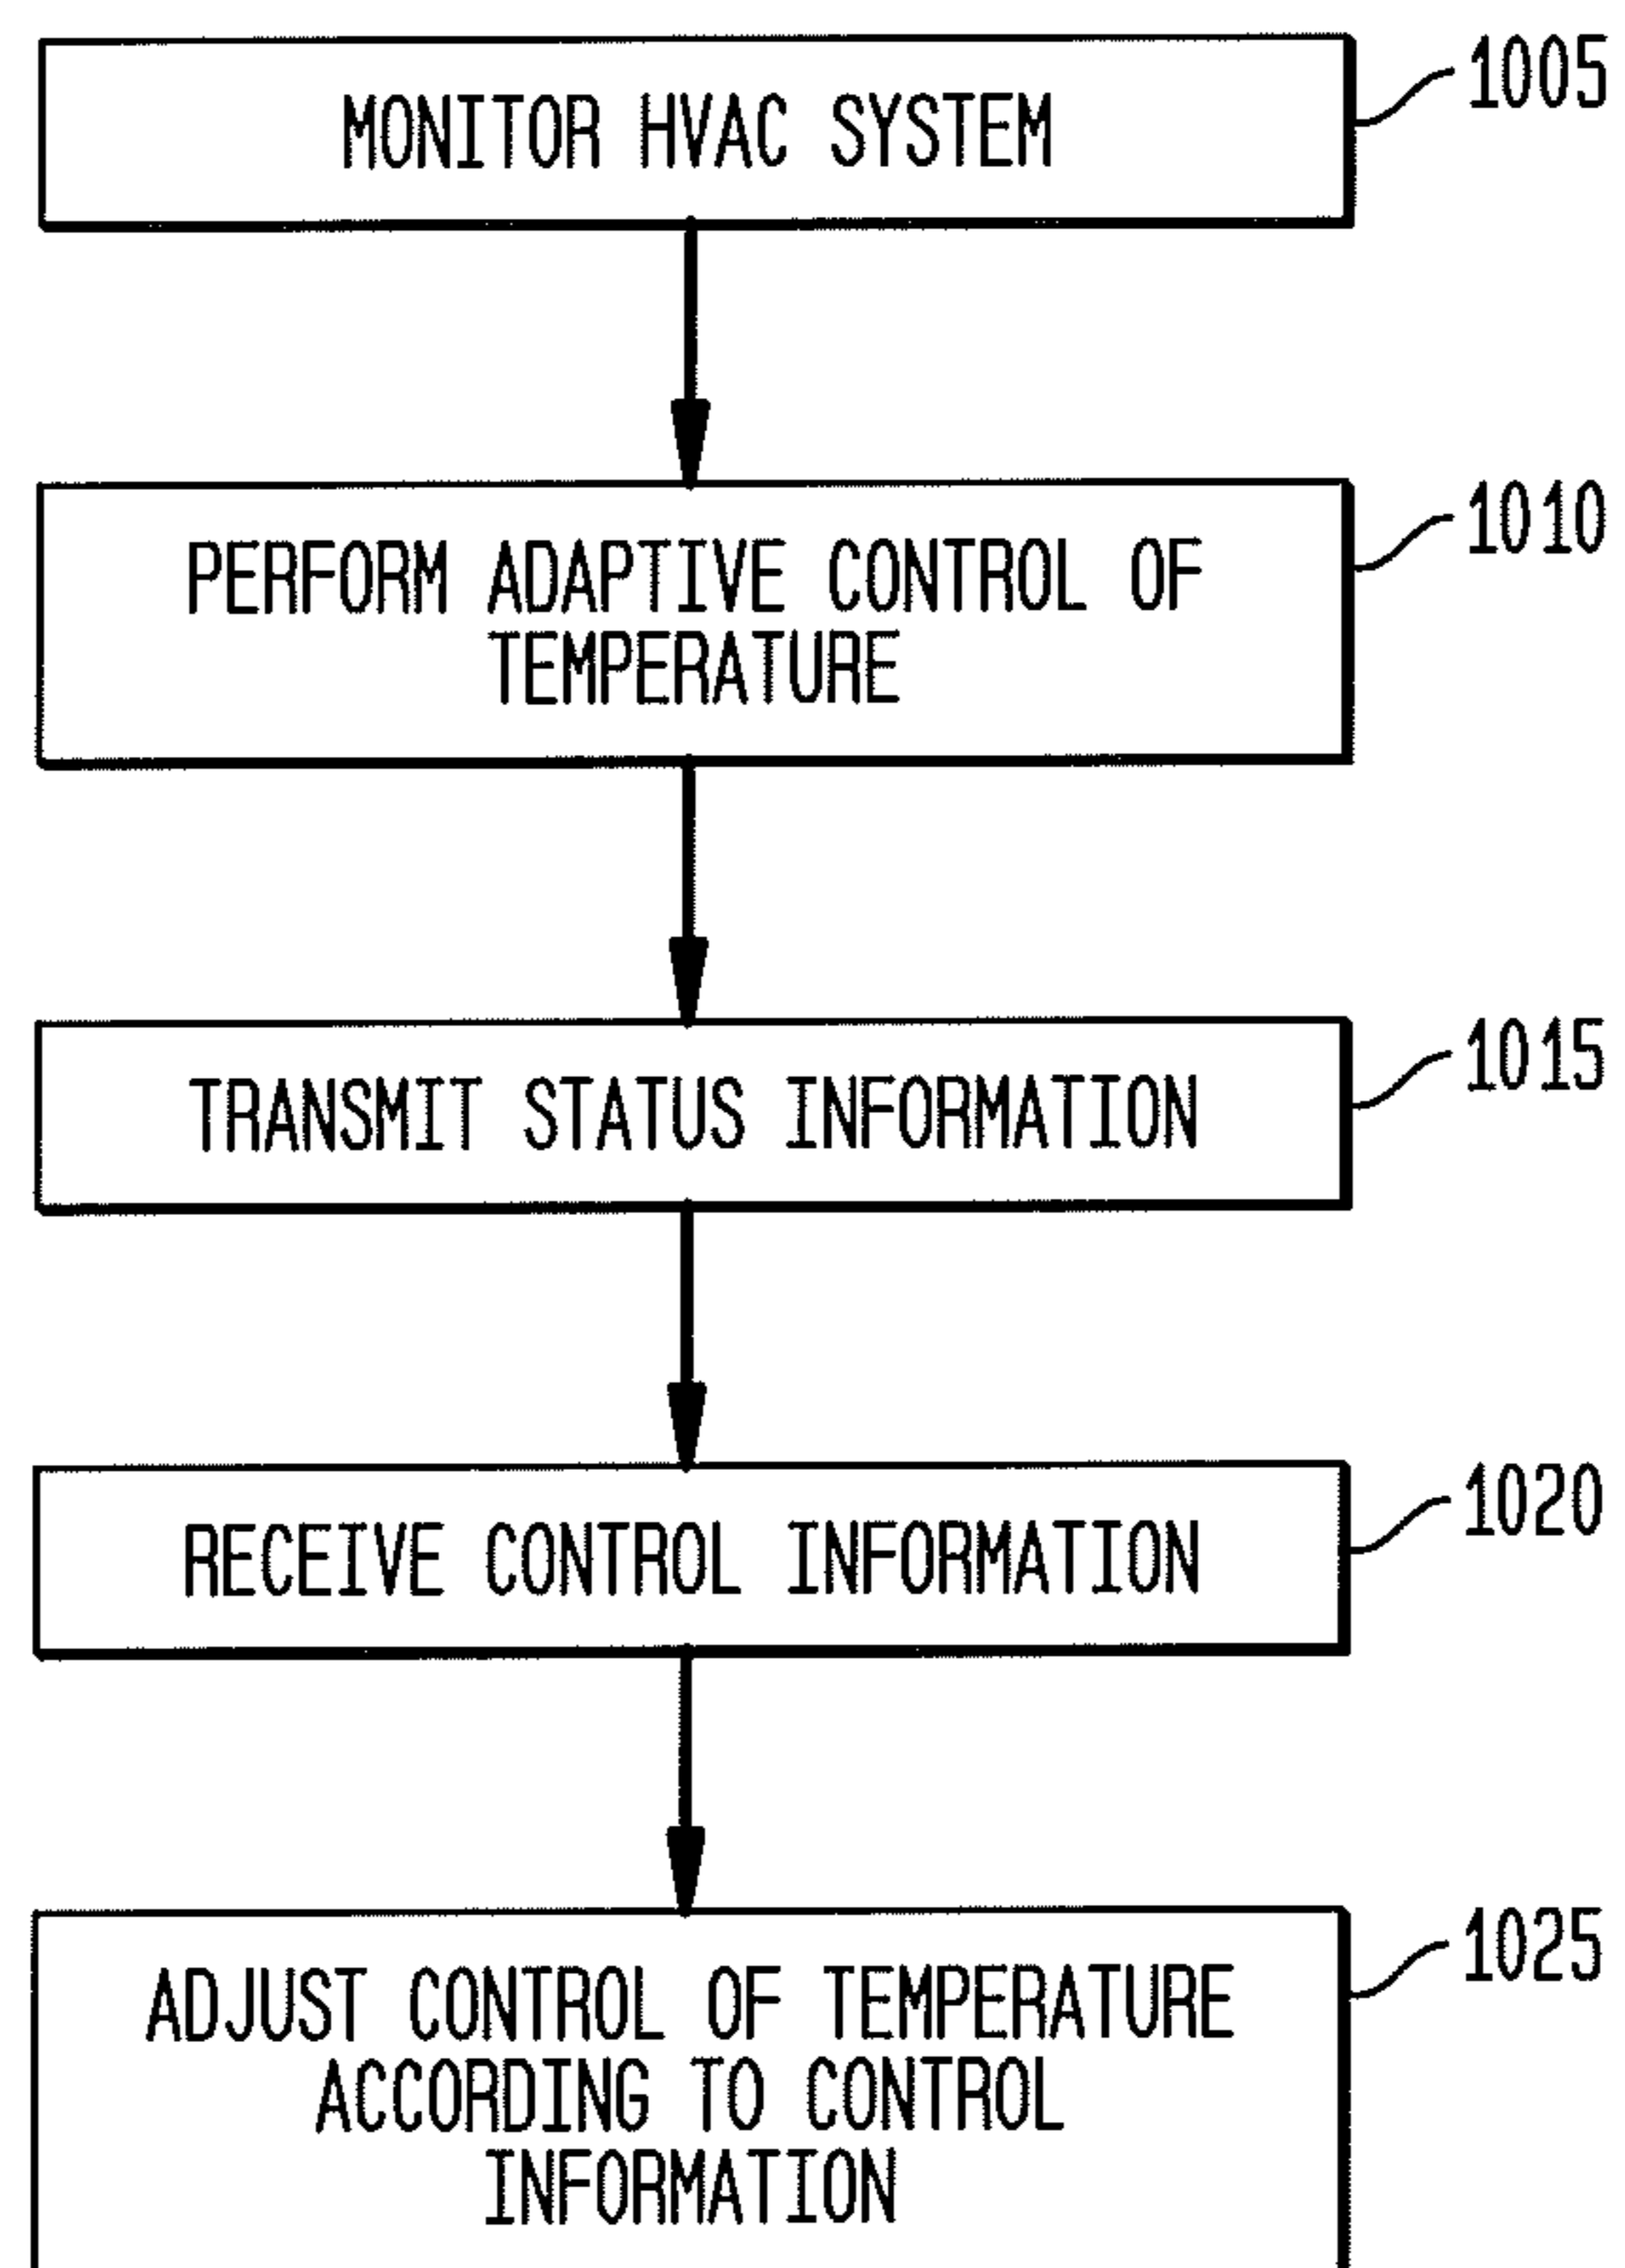 MONITOR HVAC SYSTEM
1005
PERFORM ADAPTIVE CONTROL OF
TEMPERATURE
1010
TRANSMIT STATUS INFORMATION
1015
RECEIVE CONTROL INFORMATION
1020
ADJUST CONTROL OF TEMPERATURE
ACCORDING TO CONTROL
INFORMATION
1025